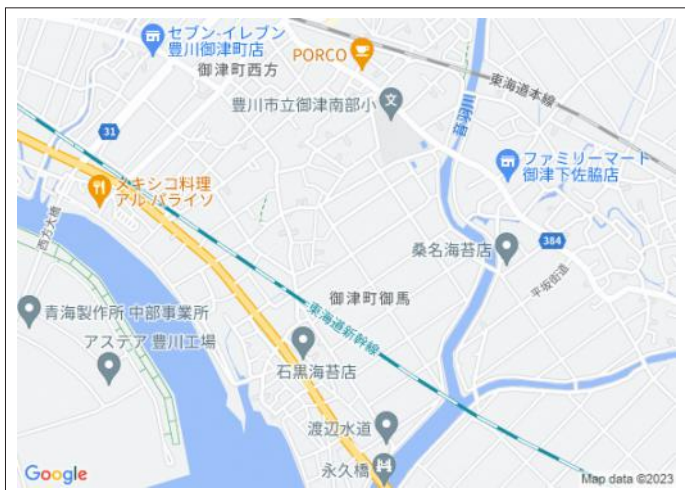 セブン-イレブン
豊川御津町店
PORCO
御津町西方
東海道本線
豊川市立御津南部小
音羽川
31
ファミリーマート
御津下佐脇店
メキシコ料理
アル パライソ
西方大橋
384
桑名海苔店
平坂街道
御津町御馬
青海製作所 中部事業所
東海道新幹線
アステア 豊川工場
石黒海苔店
渡辺水道
永久橋
Google
Map data ©2023